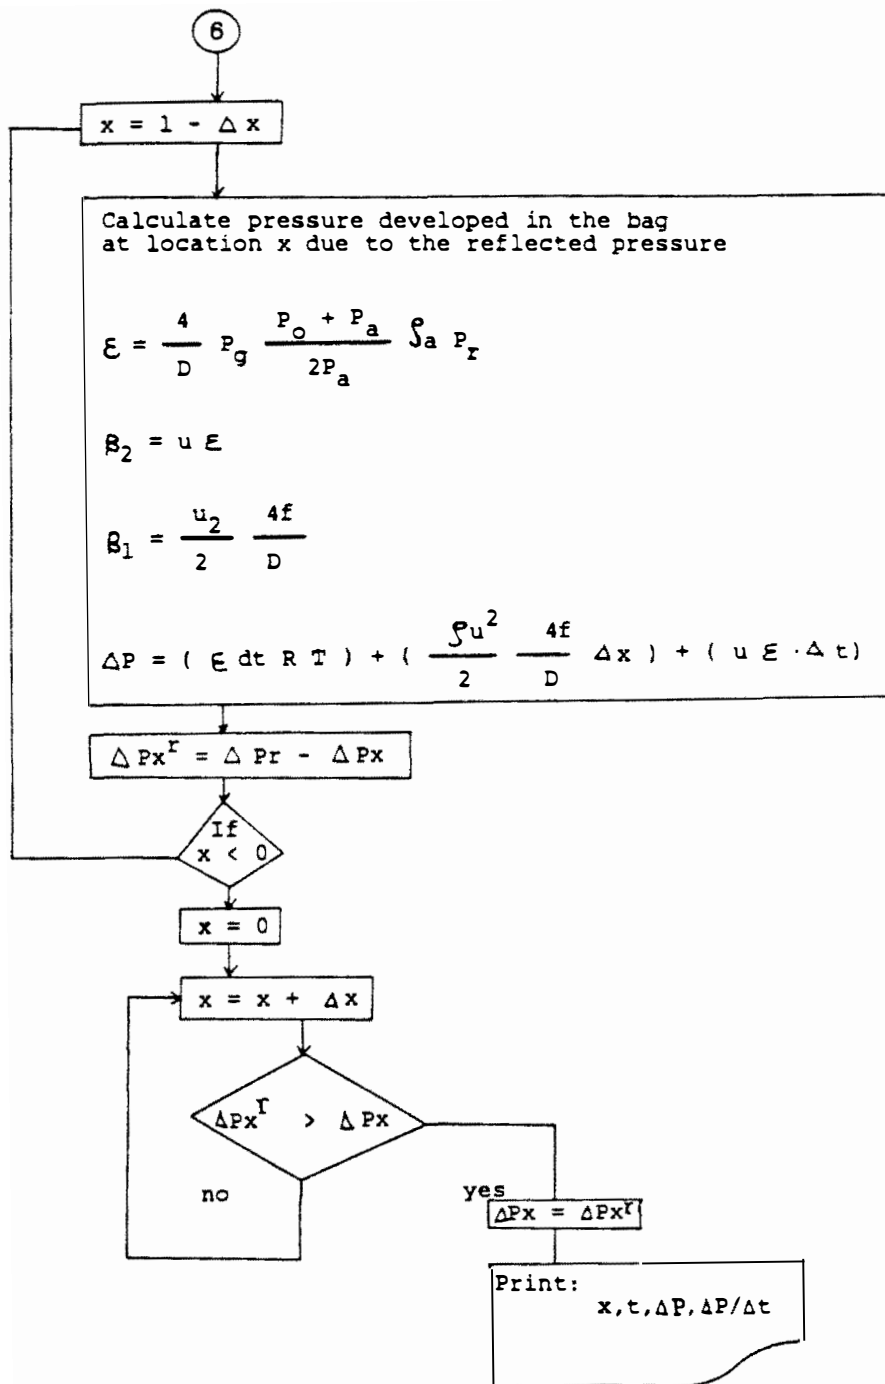 6
x = 1 - Δ x
Calculate pressure developed in the bag
at location x due to the reflected pressure
ε = 4/D P_g (P_o + P_a)/(2P_a) ρa P_r
β_2 = u ε
β_1 = u_2/2 4f/D
ΔP = ( ε dt R T ) + ( ρu^2/2 4f/D Δx ) + ( u ε · Δ t)
Δ Px^r = Δ Pr - Δ Px
If
x < 0
x = 0
x = x + Δx
ΔPx^r > Δ Px
no
yes
ΔPx = ΔPx^r
Print:
x,t,ΔP,ΔP/Δt